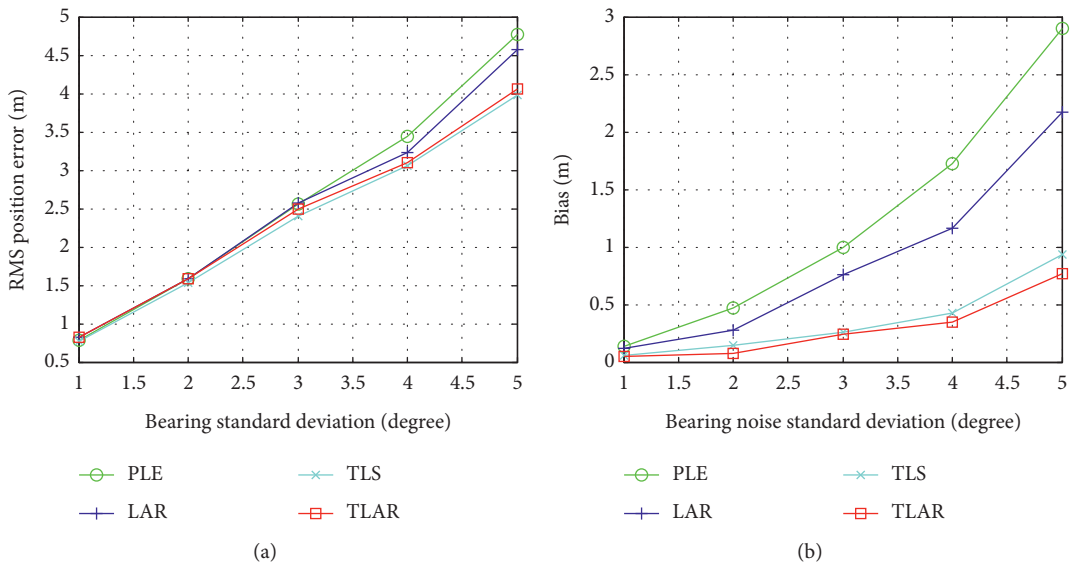 5
4.5
4
3.5
3
2.5
2
1.5
1
0.5
RMS position error (m)
1 1.5 2 2.5 3 3.5 4 4.5 5
Bearing standard deviation (degree)
PLE TLS
LAR TLAR
(a)
3
2.5
2
1.5
1
0.5
0
Bias (m)
1 1.5 2 2.5 3 3.5 4 4.5 5
Bearing noise standard deviation (degree)
PLE TLS
LAR TLAR
(b)